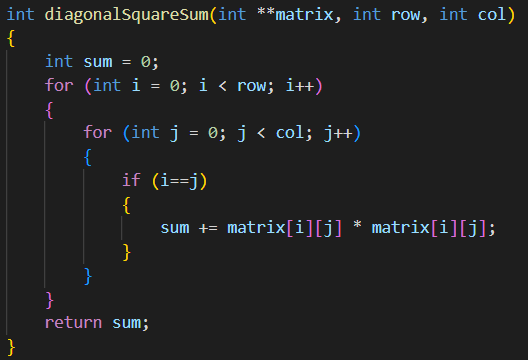 int diagonalSquareSum(int **matrix, int row, int col)
{
    int sum = 0;
    for (int i = 0; i < row; i++)
    {
        for (int j = 0; j < col; j++)
        {
            if (i==j)
            {
                sum += matrix[i][j] * matrix[i][j];
            }
        }
    }
    return sum;
}